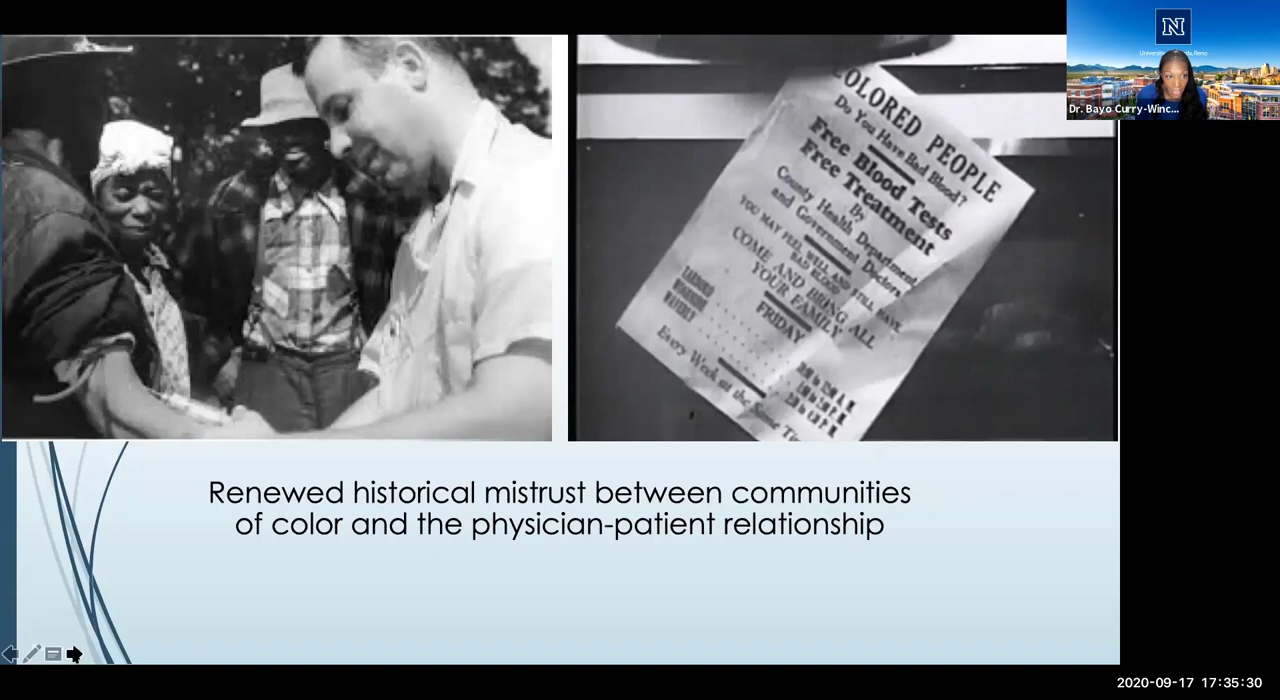 N
Dr. Bayo Curry-Winc...
COLORED PEOPLE
Do You Have Bad Blood?
Free Blood Tests
Free Treatment
By
County Health Department
and Government Doctors
YOU MAY FEEL WELL AND STILL HAVE
BAD BLOOD
COME AND BRING ALL
YOUR FAMILY
FRIDAY
Every Week at the Same
Renewed historical mistrust between communities
of color and the physician-patient relationship
2020-09-17 17:35:30